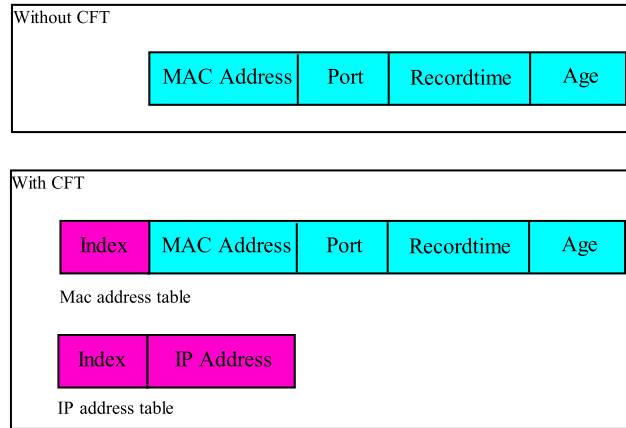 Without CFT
MAC Address Port Recordtime Age
With CFT
Index MAC Address Port Recordtime Age
Mac address table
Index IP Address
IP address table